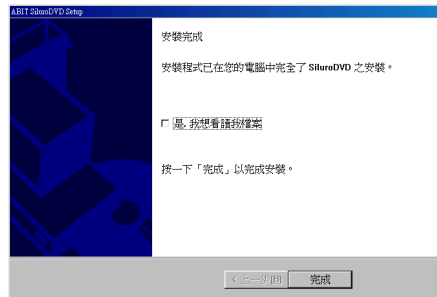 ABIT SiluroDVD Setup
安裝完成
安裝程式已在您的電腦中完全了 SiluroDVD 之安裝。
是, 我想看讀我檔案
按一下「完成」以完成安裝。
< 上一步(B)
完成